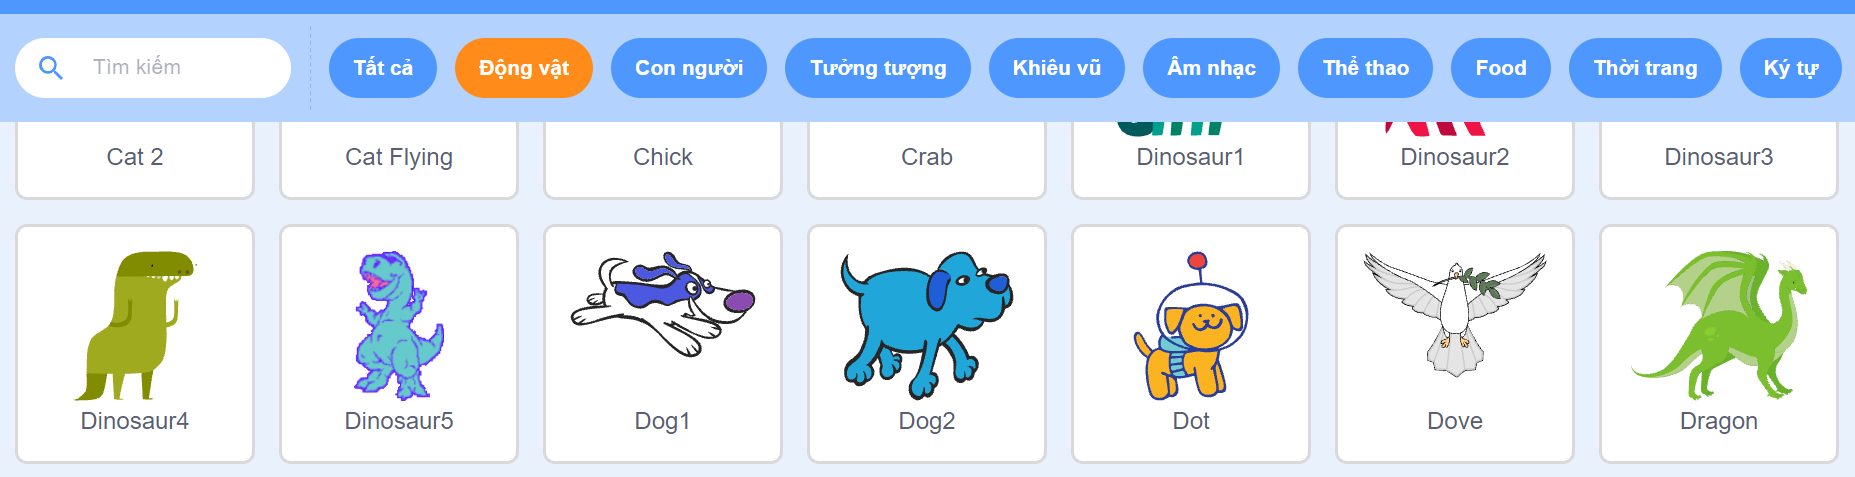 Tìm kiếm
Tất cả
Động vật
Con người
Tưởng tượng
Khiêu vũ
Âm nhạc
Thể thao
Food
Thời trang
Ký tự
Cat 2
Cat Flying
Chick
Crab
Dinosaur1
Dinosaur2
Dinosaur3
Dinosaur4
Dinosaur5
Dog1
Dog2
Dot
Dove
Dragon